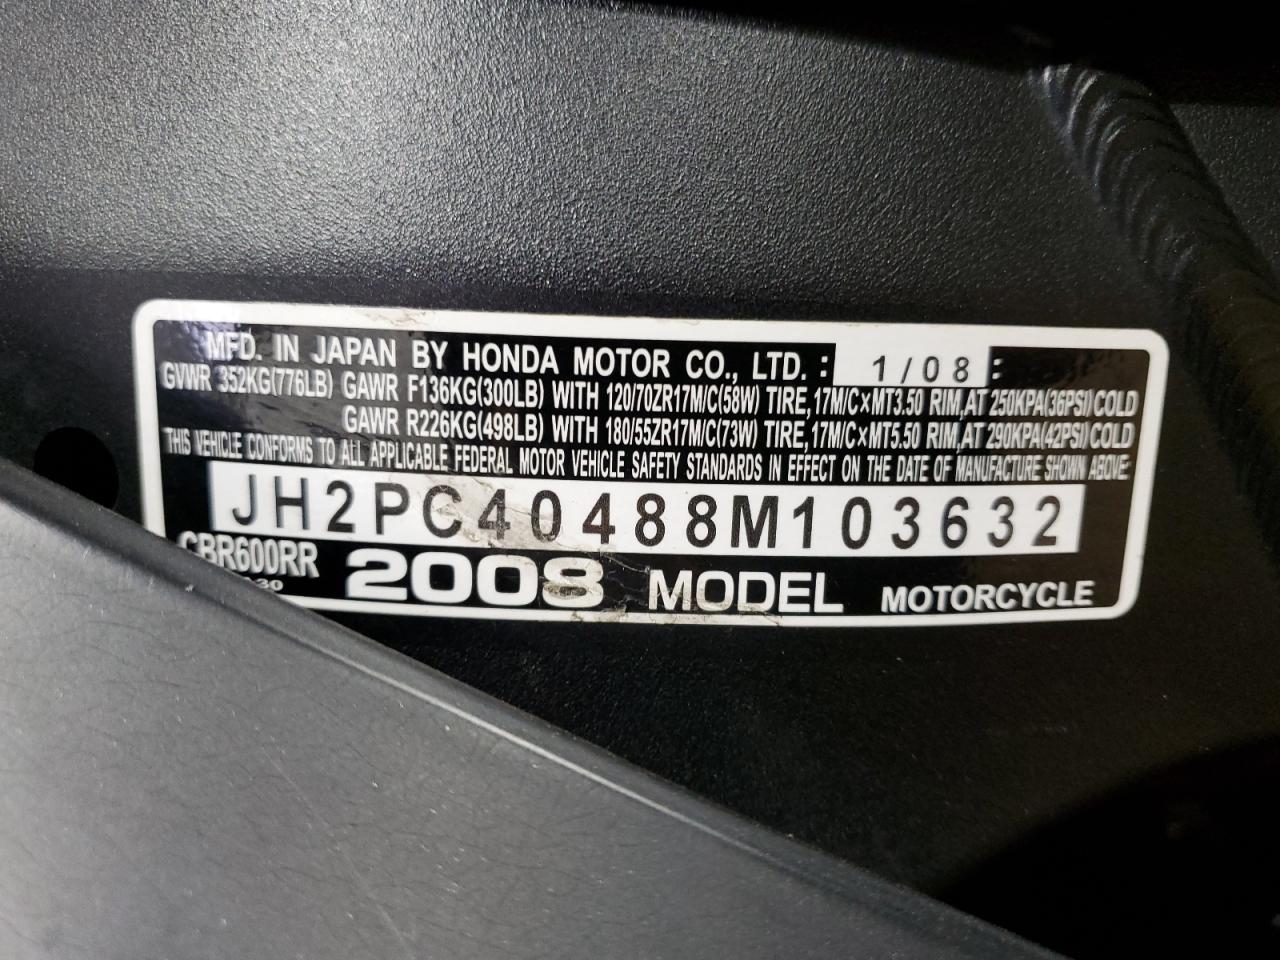 MFD. IN JAPAN BY HONDA MOTOR CO., LTD. : 1/08 :
GVWR 352KG(776LB) GAWR F136KG(300LB) WITH 120/70ZR17M/C(58W) TIRE,17M/C×MT3.50 RIM,AT 250KPA(36PSI)COLD
GAWR R226KG(498LB) WITH 180/55ZR17M/C(73W) TIRE,17M/C×MT5.50 RIM,AT 290KPA(42PSI)COLD
THIS VEHICLE CONFORMS TO ALL APPLICABLE FEDERAL MOTOR VEHICLE SAFETY STANDARDS IN EFFECT ON THE DATE OF MANUFACTURE SHOWN ABOVE:
JH2PC40488M103632
CBR600RR 2008 MODEL MOTORCYCLE